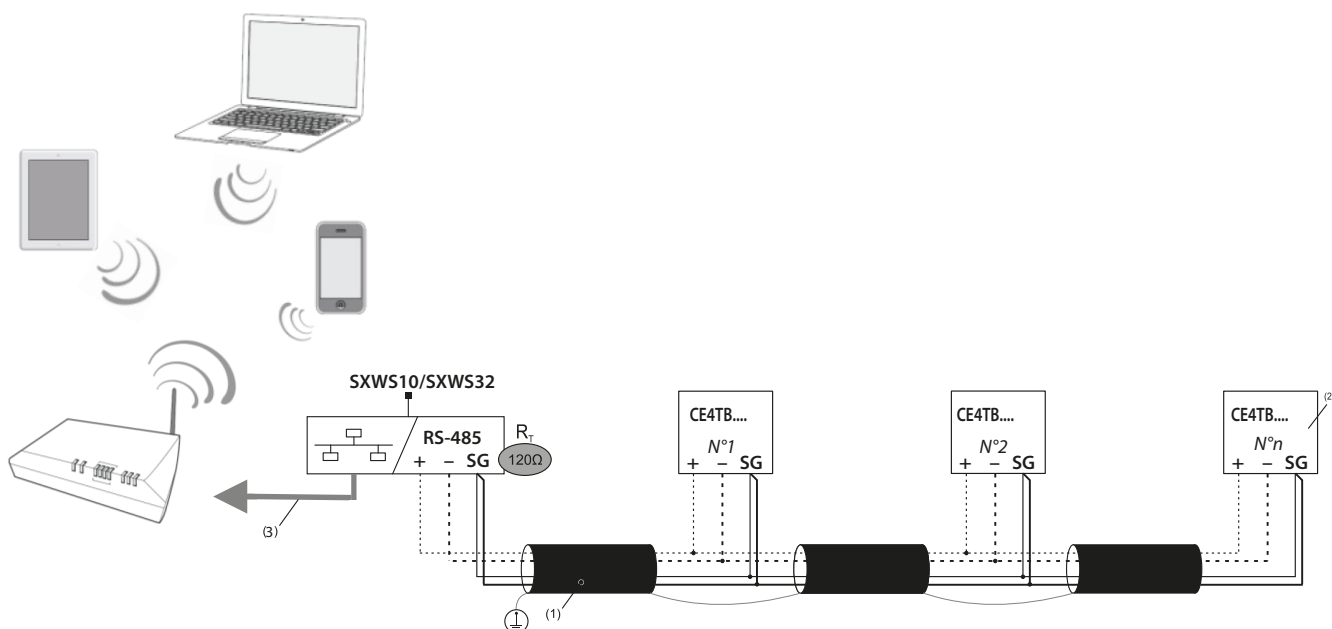 SXWS10/SXWS32
RS-485
+ – SG
R_T
120Ω
CE4TB....
N°1
+ – SG
CE4TB....
N°2
+ – SG
(2
CE4TB....
N°n
+ – SG
(3)
(1)